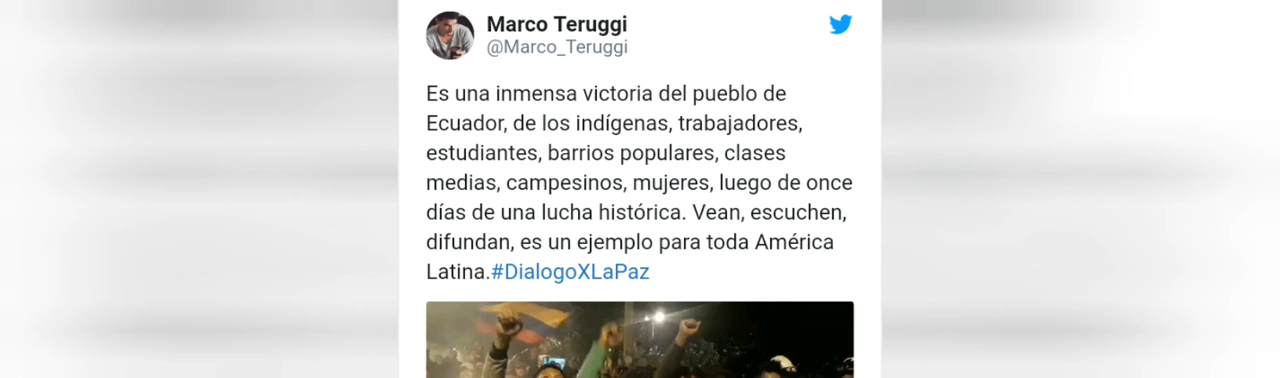 Marco Teruggi
@Marco_Teruggi
Es una inmensa victoria del pueblo de
Ecuador, de los indígenas, trabajadores,
estudiantes, barrios populares, clases
medias, campesinos, mujeres, luego de once
días de una lucha histórica. Vean, escuchen,
difundan, es un ejemplo para toda América
Latina.#DialogoXLaPaz